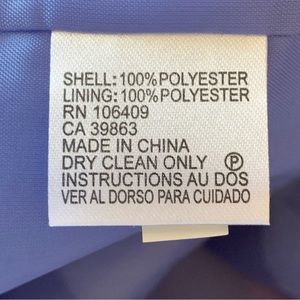 SHELL: 100% POLYESTER
LINING: 100% POLYESTER
RN 106409
CA 39863
MADE IN CHINA
DRY CLEAN ONLY Ⓟ
INSTRUCTIONS AU DOS
VER AL DORSO PARA CUIDADO